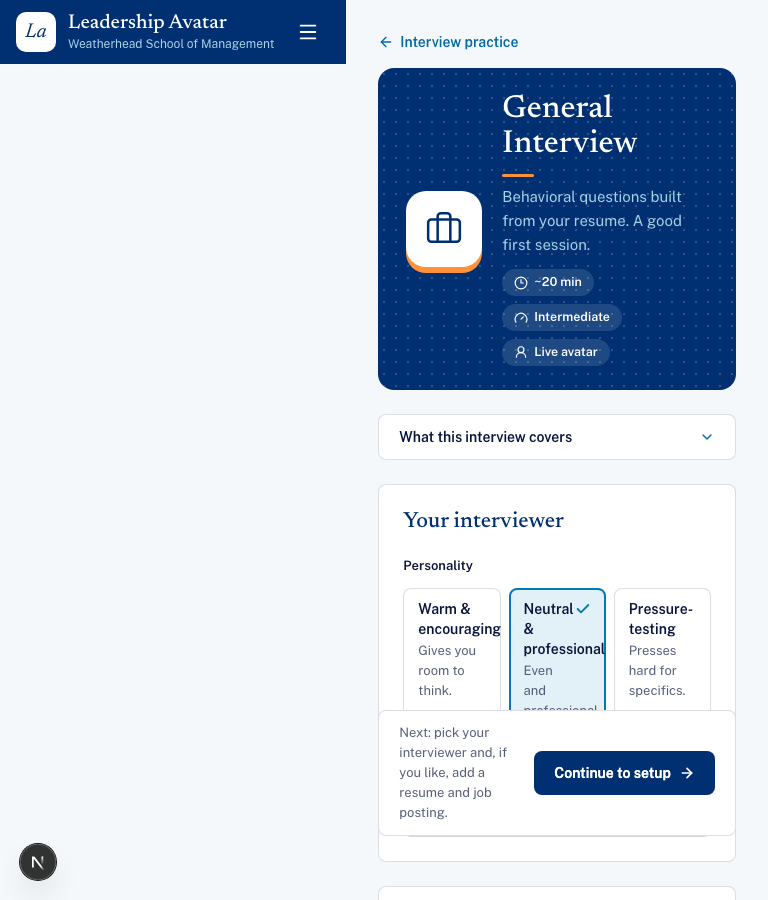 La
Leadership Avatar
Weatherhead School of Management
← Interview practice
General
Interview
Behavioral questions built
from your resume. A good
first session.
~20 min
Intermediate
Live avatar
What this interview covers
Your interviewer
Personality
Warm &
encouraging
Gives you
room to
think.
Neutral
&
professional
Even
and
professional
Pressure-
testing
Presses
hard for
specifics.
Next: pick your
interviewer and, if
you like, add a
resume and job
posting.
Continue to setup →
N